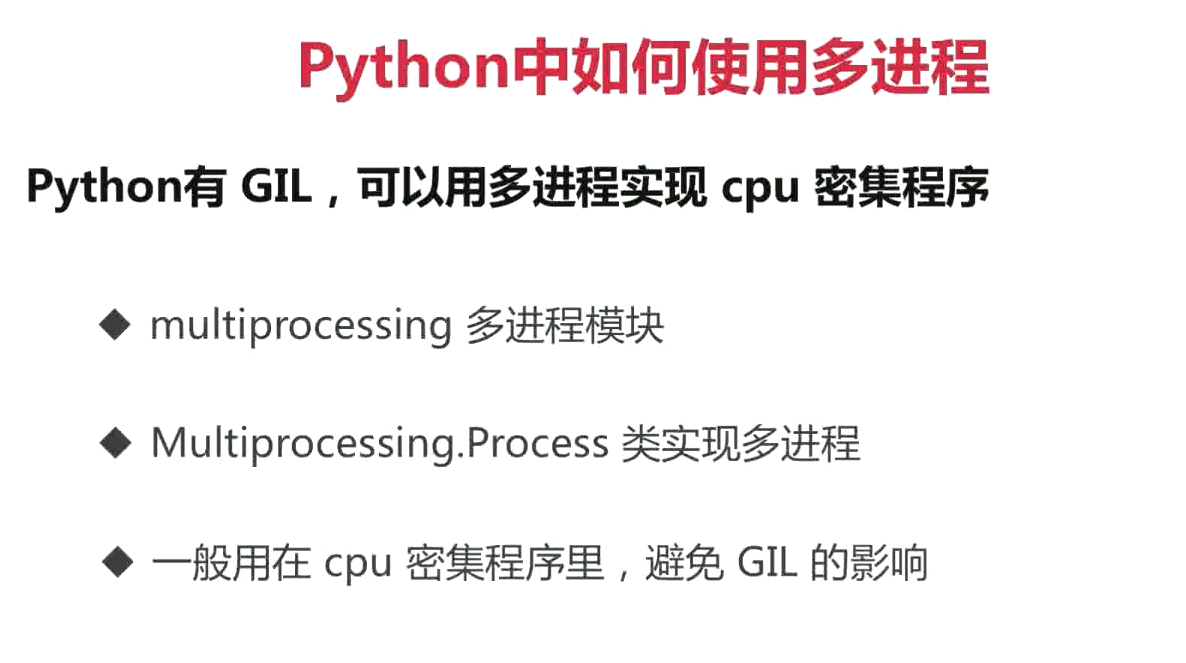 Python中如何使用多进程
Python有 GIL，可以用多进程实现 cpu 密集程序
multiprocessing 多进程模块
Multiprocessing.Process 类实现多进程
一般用在 cpu 密集程序里，避免 GIL 的影响